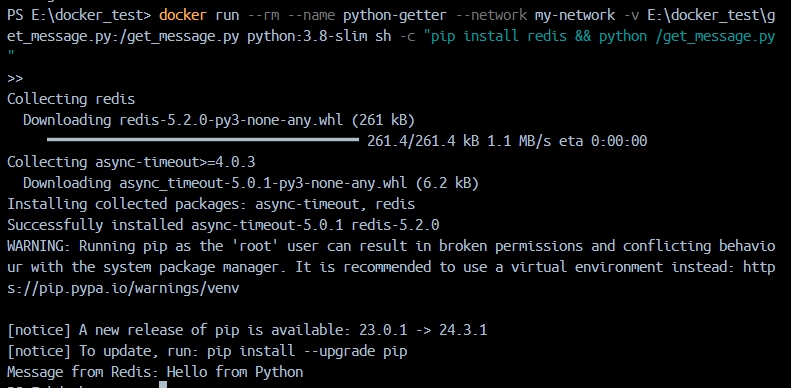 PS E:\docker_test> docker run --rm --name python-getter --network my-network -v E:\docker_test\g
et_message.py:/get_message.py python:3.8-slim sh -c "pip install redis && python /get_message.py
"
>>
Collecting redis
  Downloading redis-5.2.0-py3-none-any.whl (261 kB)
261.4/261.4 kB 1.1 MB/s eta 0:00:00
Collecting async-timeout>=4.0.3
  Downloading async_timeout-5.0.1-py3-none-any.whl (6.2 kB)
Installing collected packages: async-timeout, redis
Successfully installed async-timeout-5.0.1 redis-5.2.0
WARNING: Running pip as the 'root' user can result in broken permissions and conflicting behavio
ur with the system package manager. It is recommended to use a virtual environment instead: http
s://pip.pypa.io/warnings/venv

[notice] A new release of pip is available: 23.0.1 -> 24.3.1
[notice] To update, run: pip install --upgrade pip
Message from Redis: Hello from Python